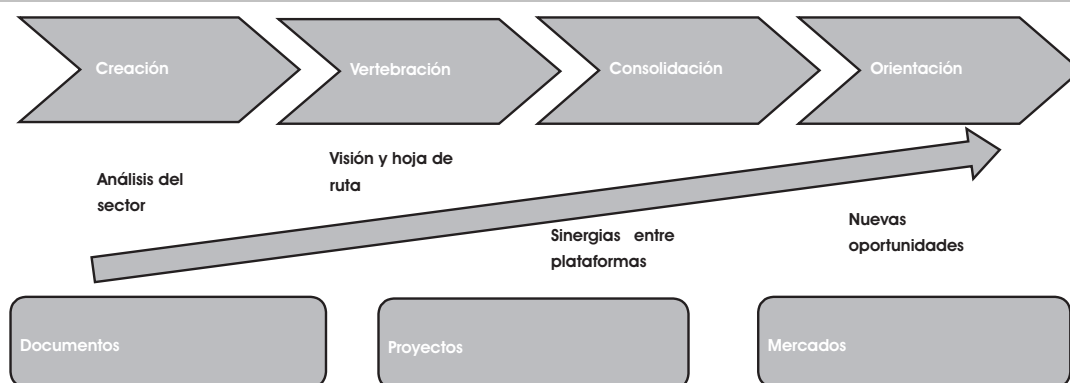 Creación
Vertebración
Consolidación
Orientación
Análisis del
sector
Visión y hoja de
ruta
Sinergias entre
plataformas
Nuevas
oportunidades
Documentos
Proyectos
Mercados